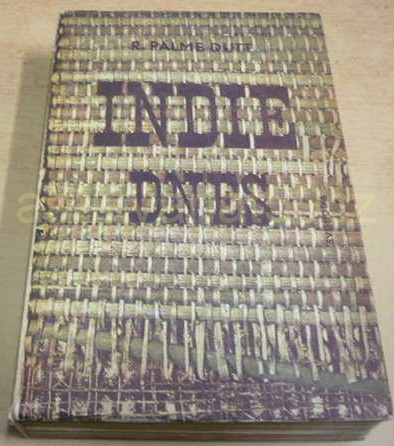 R. PALME DUTT
INDIE
DNES